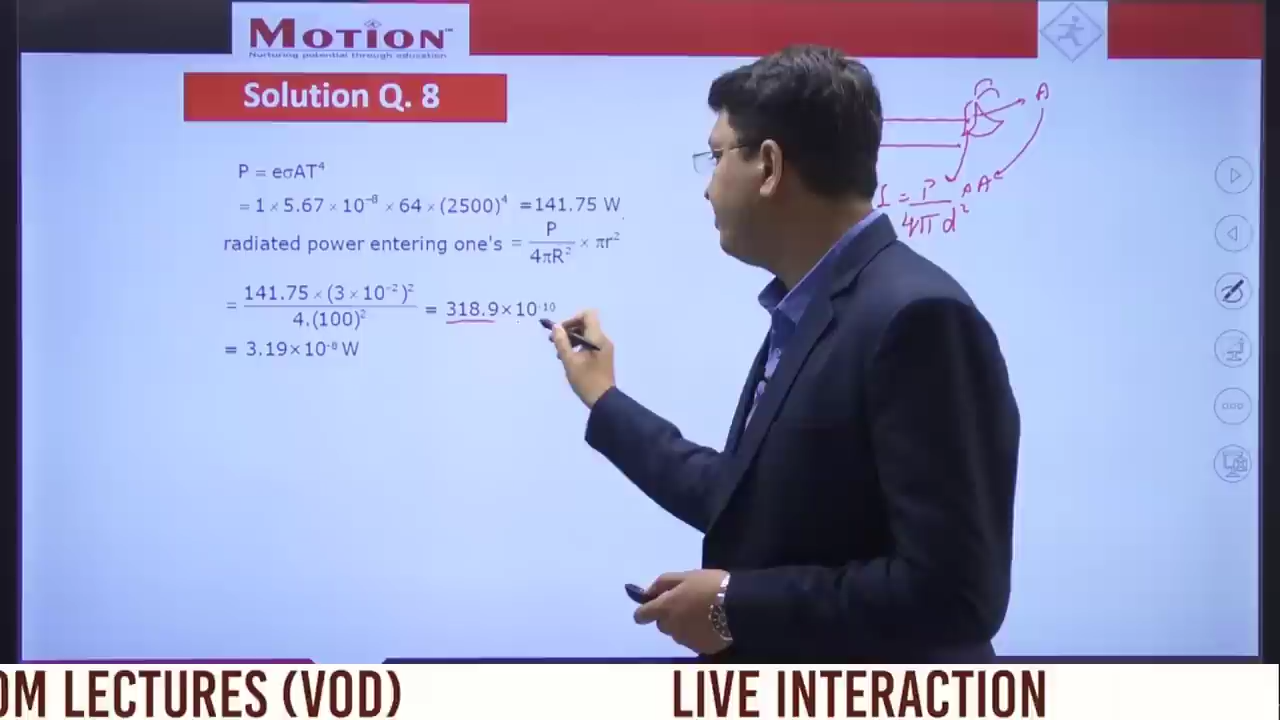 MOTION™
Nurturing potential through education
Solution Q. 8
P = eσAT⁴
= 1 × 5.67 × 10⁻⁸ × 64 × (2500)⁴ =141.75 W
radiated power entering one's = P/4πR² × πr²
= 141.75 × (3 × 10⁻²)²/4.(100)² = 318.9×10⁻¹⁰
= 3.19×10⁻⁸ W
A
I = P/4πd²
OM LECTURES (VOD) LIVE INTERACTION